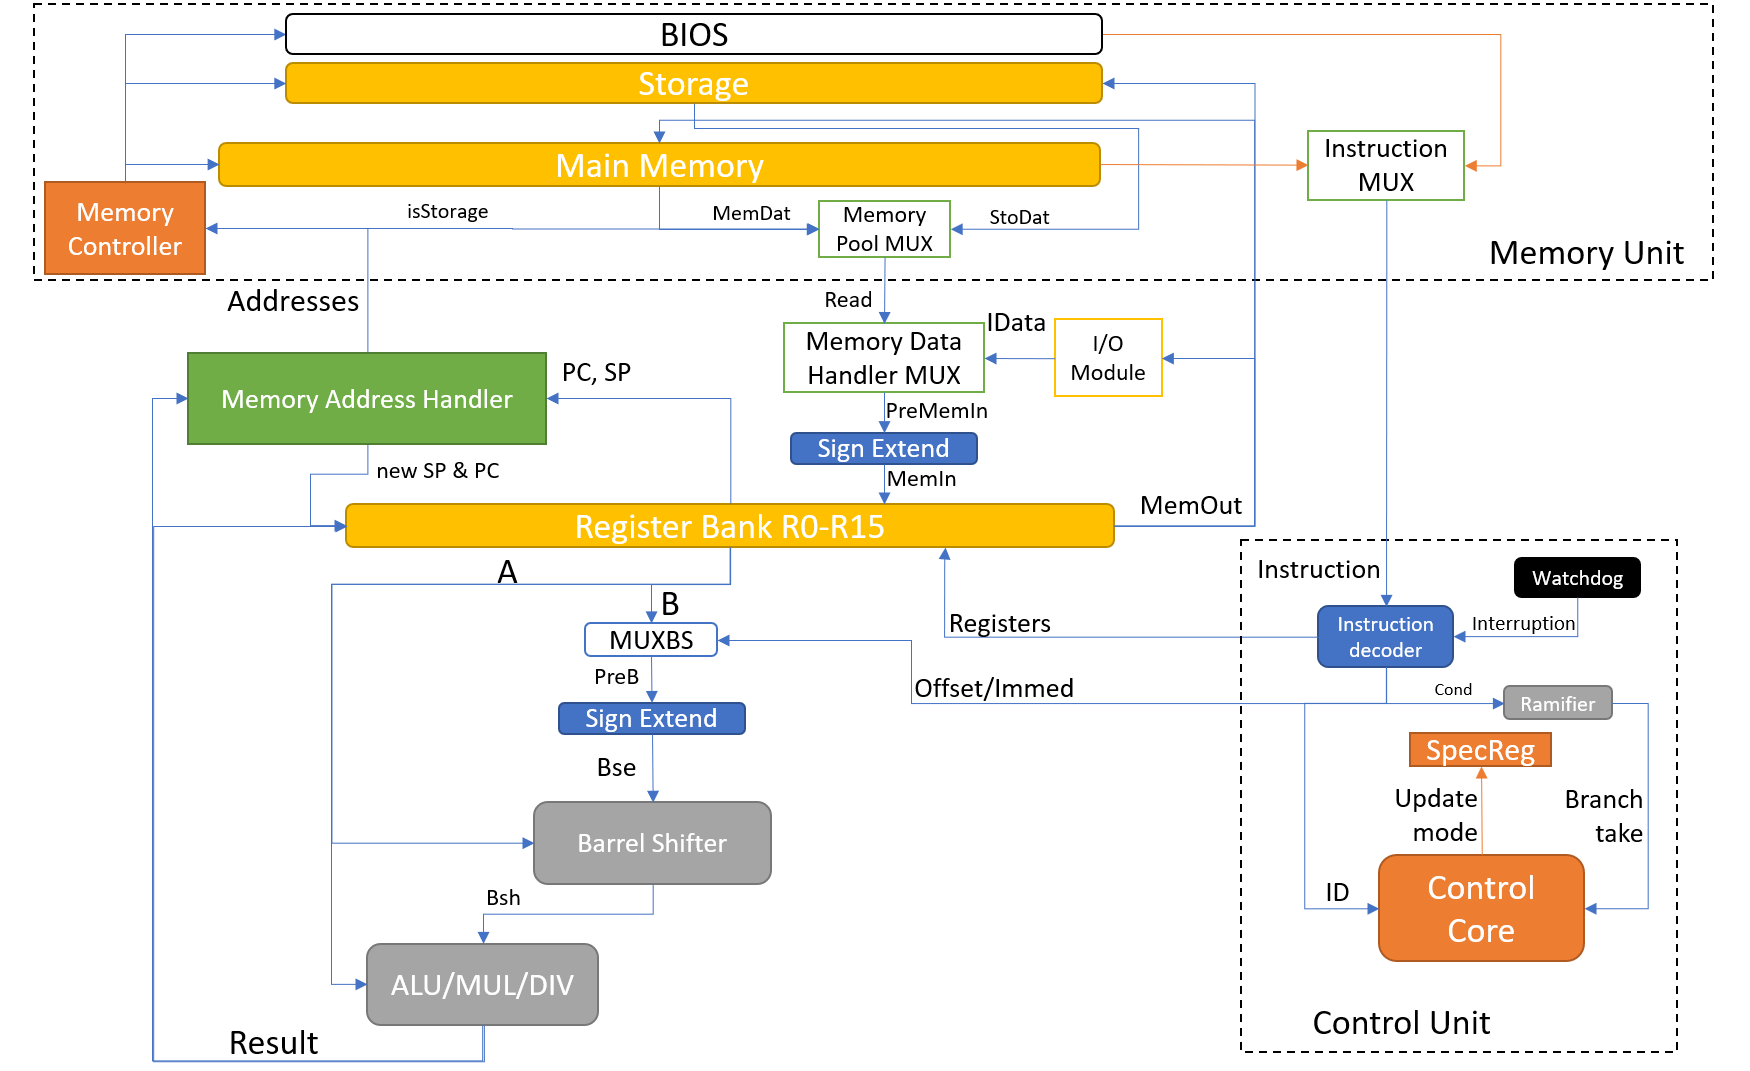 BIOS
Storage
Main Memory
Instruction
MUX
Memory
Controller
isStorage
MemDat
Memory
Pool MUX
StoDat
Memory Unit
Addresses
Read
IData
Memory Data
Handler MUX
I/O
Module
Memory Address Handler
PC, SP
PreMemIn
Sign Extend
new SP & PC
MemIn
Register Bank R0-R15
MemOut
A
B
MUXBS
Registers
Instruction
Watchdog
Instruction
decoder
Interruption
PreB
Offset/Immed
Cond
Ramifier
Sign Extend
SpecReg
Bse
Update
mode
Branch
take
Barrel Shifter
Bsh
ID
Control
Core
ALU/MUL/DIV
Result
Control Unit